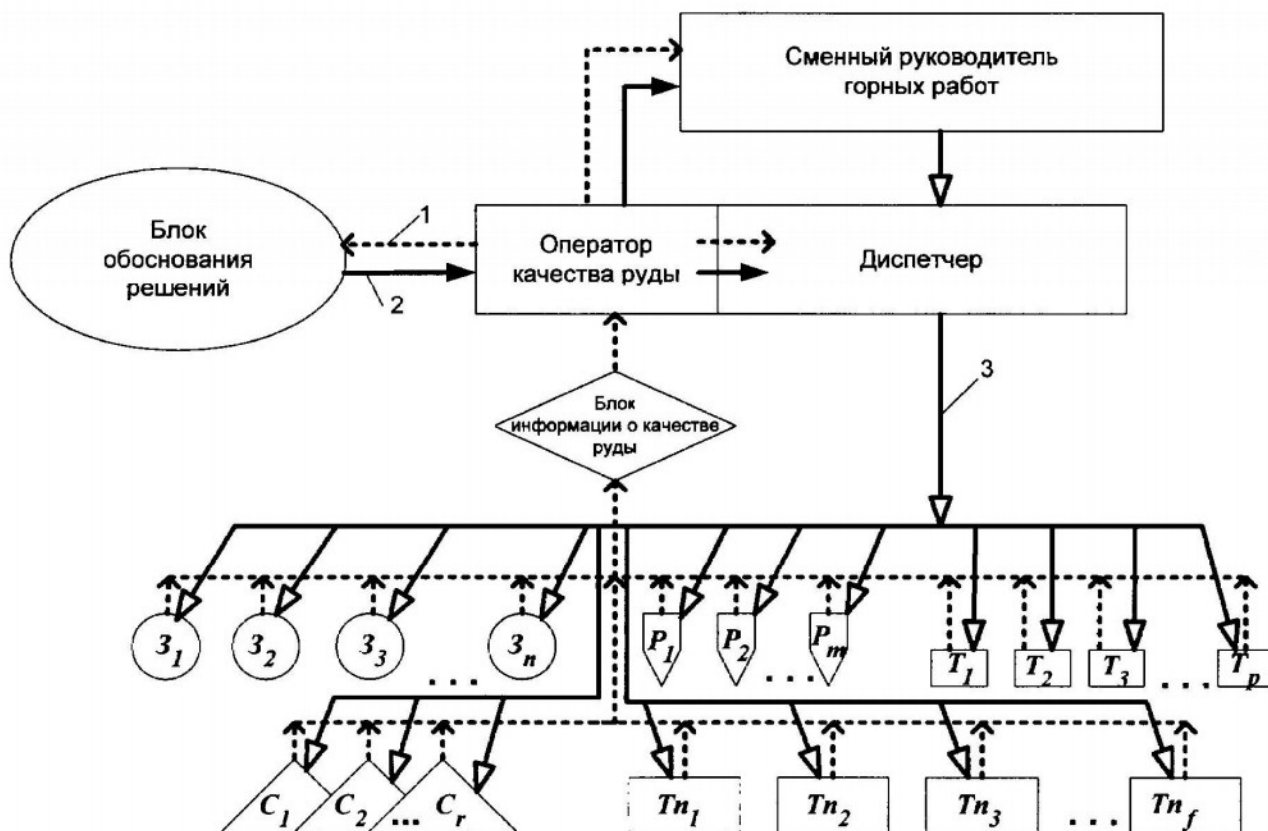 Сменный руководитель
горных работ
Блок
обоснования
решений
1
2
Оператор
качества руды
Диспетчер
3
Блок
информации о качестве
руды
З₁ З₂ З₃ ... Зₙ
P₁ P₂ ... Pₘ
T₁ T₂ T₃ ... Tₚ
C₁ C₂ ... Cᵣ
Tn₁ Tn₂ Tn₃ ... Tn_f